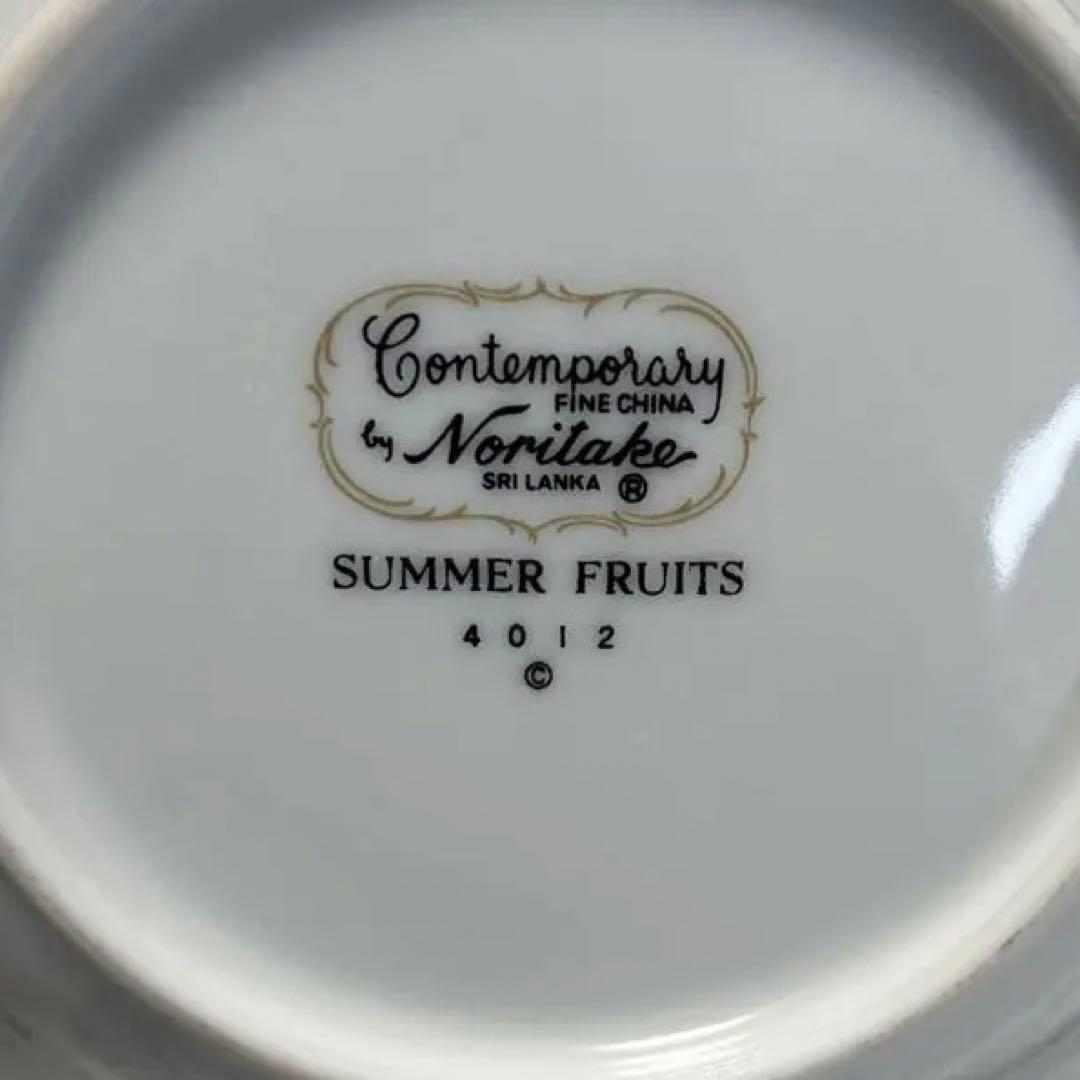 Contemporary
FINE CHINA
by Noritake
SRI LANKA ®
SUMMER FRUITS
4012
©